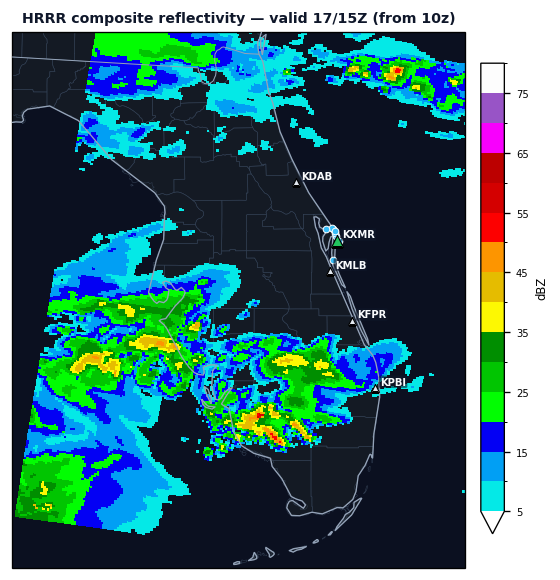 HRRR composite reflectivity — valid 17/15Z (from 10z)
KDAB
KXMR
KMLB
KFPR
KPBI
75
65
55
45
35
25
15
5
dBZ